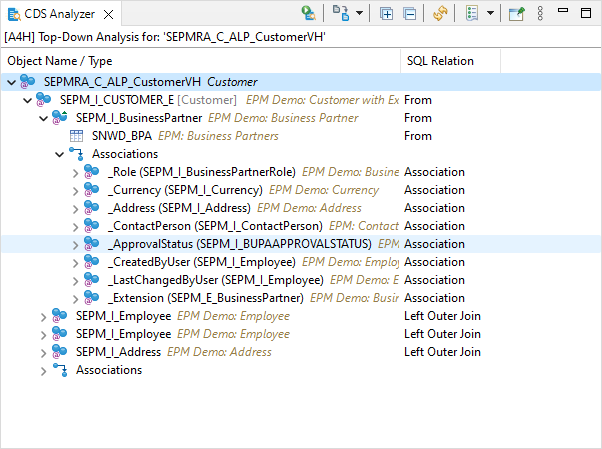 CDS Analyzer
[A4H] Top-Down Analysis for: 'SEPMRA_C_ALP_CustomerVH'
Object Name / Type SQL Relation
SEPMRA_C_ALP_CustomerVH Customer
SEPM_I_CUSTOMER_E [Customer] EPM Demo: Customer with Ex From
SEPM_I_BusinessPartner EPM Demo: Business Partner From
SNWD_BPA EPM: Business Partners From
Associations
_Role (SEPM_I_BusinessPartnerRole) EPM Demo: Busine Association
_Currency (SEPM_I_Currency) EPM Demo: Currency Association
_Address (SEPM_I_Address) EPM Demo: Address Association
_ContactPerson (SEPM_I_ContactPerson) EPM: Contact Association
_ApprovalStatus (SEPM_I_BUPAAPPROVALSTATUS) EPM Association
_CreatedByUser (SEPM_I_Employee) EPM Demo: Employ Association
_LastChangedByUser (SEPM_I_Employee) EPM Demo: E Association
_Extension (SEPM_E_BusinessPartner) EPM Demo: Busin Association
SEPM_I_Employee EPM Demo: Employee Left Outer Join
SEPM_I_Employee EPM Demo: Employee Left Outer Join
SEPM_I_Address EPM Demo: Address Left Outer Join
Associations